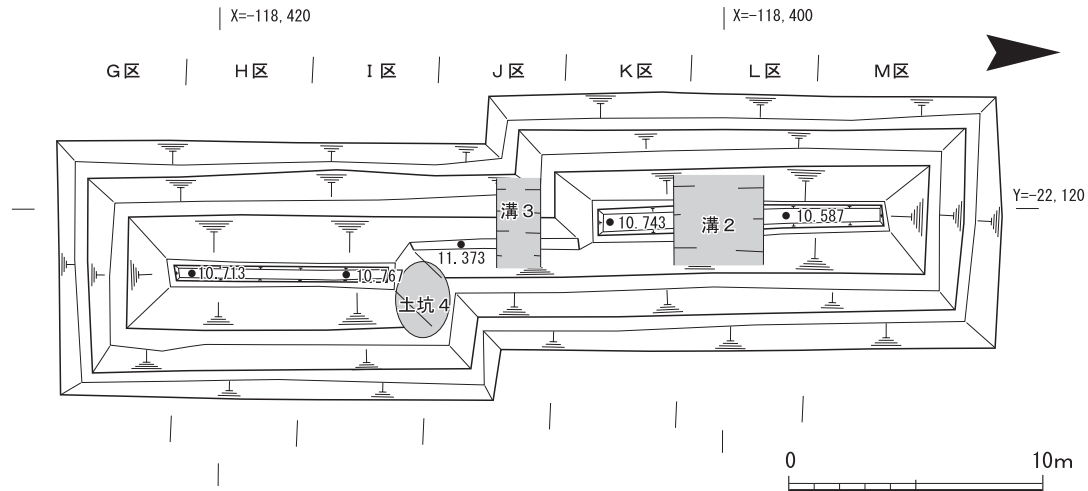 X=-118,420
X=-118,400
G区 H区 I区 J区 K区 L区 M区
Y=-22,120
溝3
10.743
溝2
10.587
11.373
10.713
10.767
土坑4
0 10m